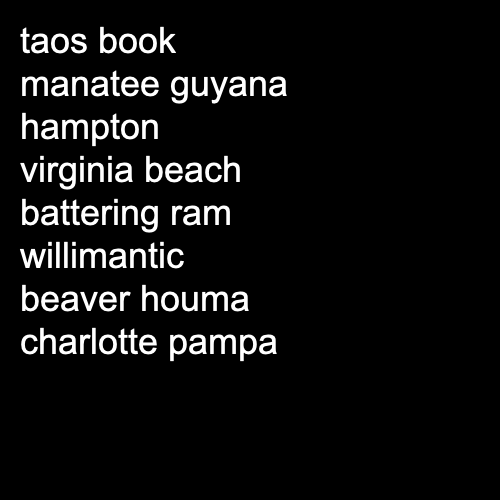 taos book
manatee guyana
hampton
virginia beach
battering ram
willimantic
beaver houma
charlotte pampa